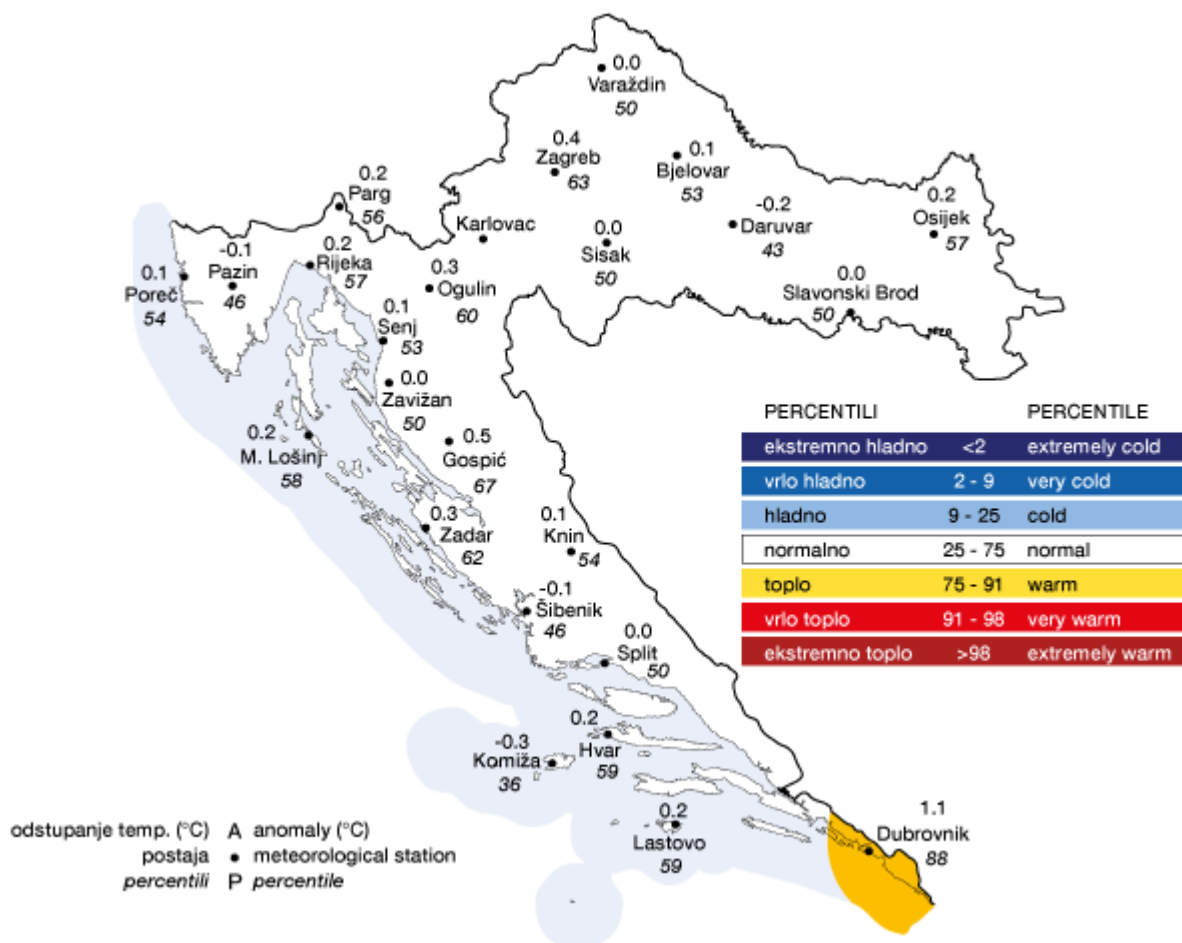 0.0
Varaždin
50
0.4
Zagreb
63
0.1
Bjelovar
53
0.2
Parg
56
-0.2
Daruvar
43
0.2
Osijek
57
Karlovac
0.0
Sisak
50
-0.1
Pazin
46
0.2
Rijeka
57
0.1
Poreč
54
0.3
Ogulin
60
0.0
Slavonski Brod
50
0.1
Senj
53
0.0
Zavižan
50
0.2
M. Lošinj
58
0.5
Gospić
67
PERCENTILI PERCENTILE
ekstremno hladno <2 extremely cold
vrlo hladno 2 - 9 very cold
hladno 9 - 25 cold
normalno 25 - 75 normal
toplo 75 - 91 warm
vrlo toplo 91 - 98 very warm
ekstremno toplo >98 extremely warm
0.3
Zadar
62
0.1
Knin
54
-0.1
Šibenik
46
0.0
Split
50
0.2
Hvar
59
-0.3
Komiža
36
0.2
Lastovo
59
1.1
Dubrovnik
88
odstupanje temp. (°C) A anomaly (°C)
postaja meteorological station
percentili P percentile